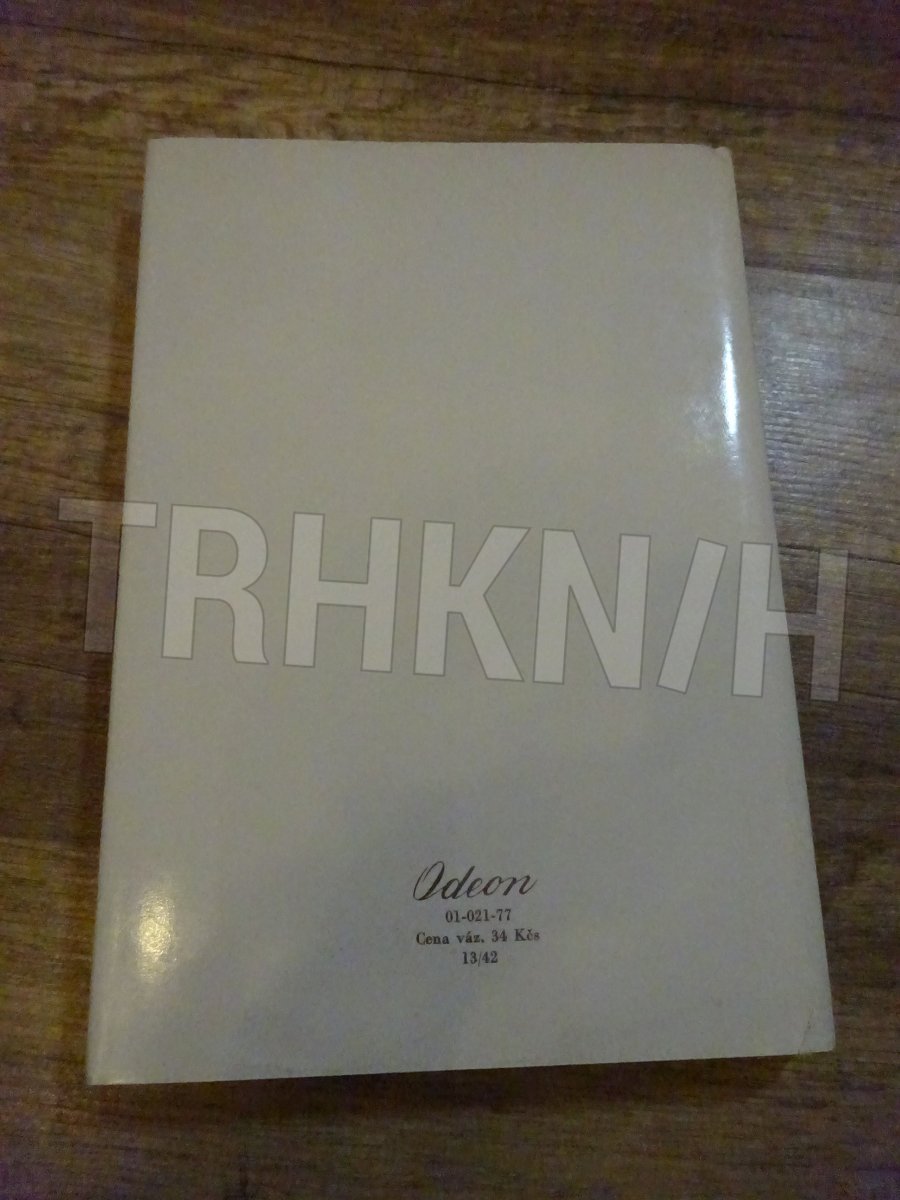 TRHKNIH
Odeon
01-021-77
Cena váz. 34 Kčs
13/42